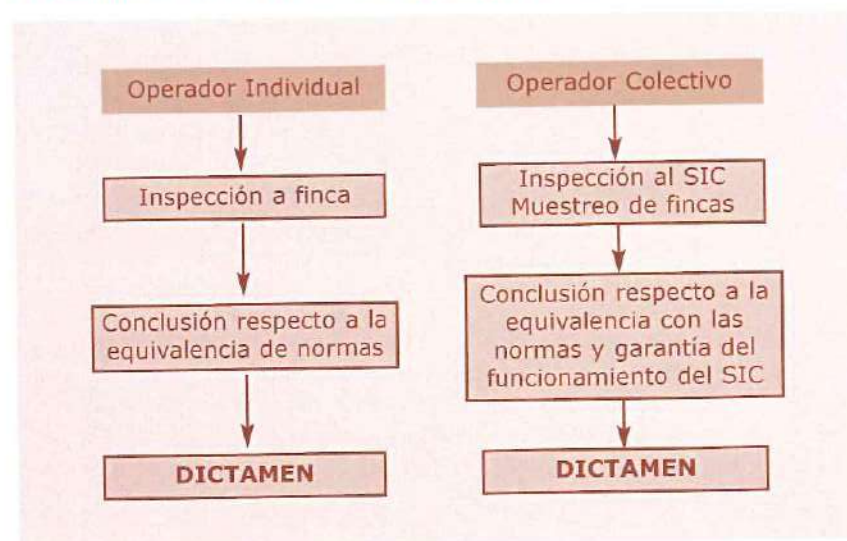 Operador Individual
Inspección a finca
Conclusión respecto a la
equivalencia de normas
DICTAMEN
Operador Colectivo
Inspección al SIC
Muestreo de fincas
Conclusión respecto a la
equivalencia con las
normas y garantía del
funcionamiento del SIC
DICTAMEN